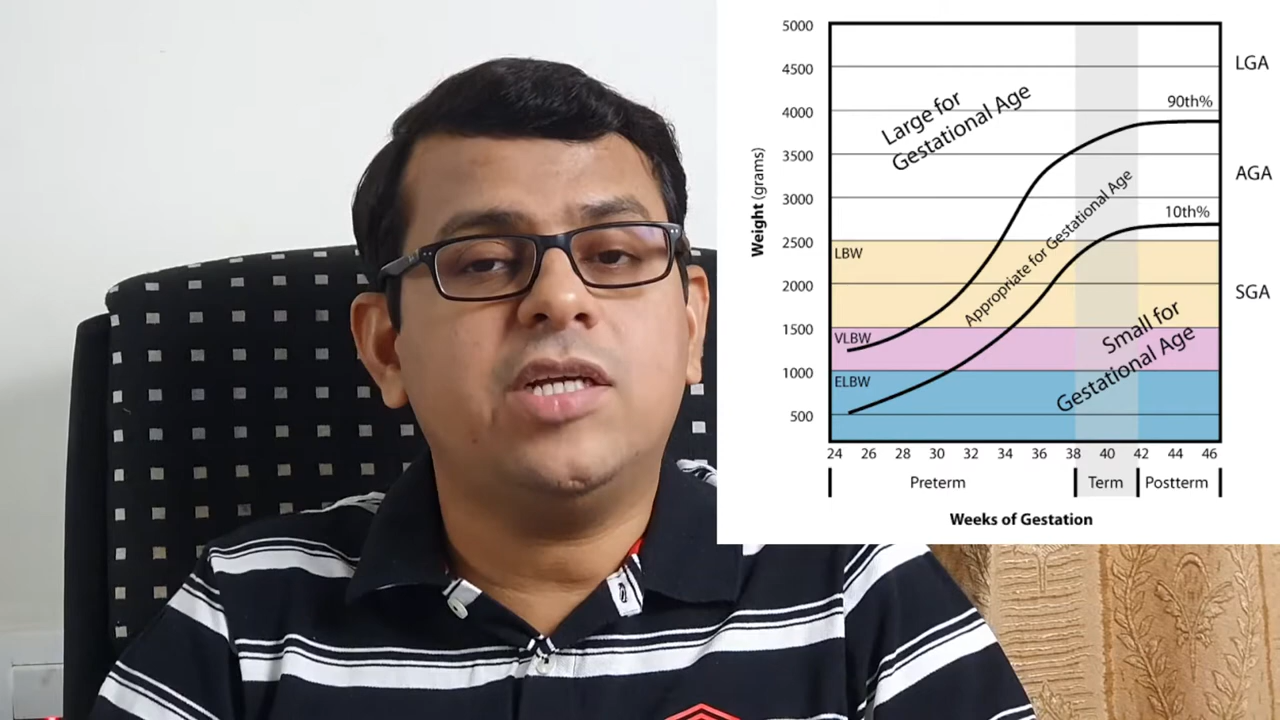 5000
4500
4000
3500
3000
2500
2000
1500
1000
500
Weight (grams)
Large for
Gestational Age
Appropriate for Gestational Age
Small for
Gestational Age
90th%
10th%
LBW
VLBW
ELBW
LGA
AGA
SGA
24 26 28 30 32 34 36 38 40 42 44 46
Preterm Term Postterm
Weeks of Gestation